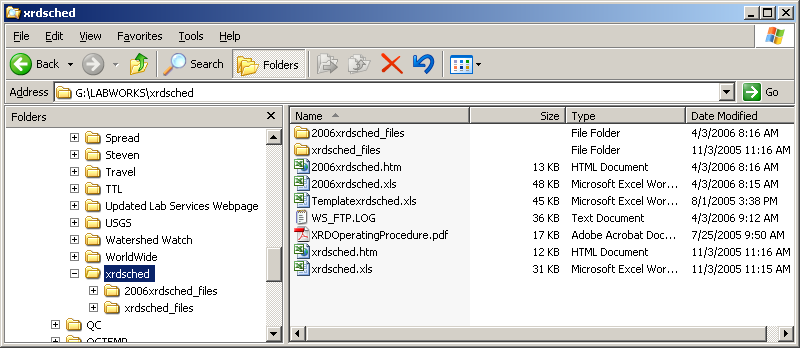 xrdsched
File Edit View Favorites Tools Help
Back Search Folders
Address G:\LABWORKS\xrdsched Go
Folders
Spread
Steven
Travel
TTL
Updated Lab Services Webpage
USGS
Watershed Watch
WorldWide
xrdsched
2006xrdsched_files
xrdsched_files
QC
QCTEMP
Name Size Type Date Modified
2006xrdsched_files File Folder 4/3/2006 8:16 AM
xrdsched_files File Folder 11/3/2005 11:16 AM
2006xrdsched.htm 13 KB HTML Document 4/3/2006 8:16 AM
2006xrdsched.xls 48 KB Microsoft Excel Wor... 4/3/2006 8:15 AM
Templatexrdsched.xls 45 KB Microsoft Excel Wor... 8/1/2005 3:38 PM
WS_FTP.LOG 36 KB Text Document 4/3/2006 9:12 AM
XRDOperatingProcedure.pdf 17 KB Adobe Acrobat Doc... 7/25/2005 9:50 AM
xrdsched.htm 12 KB HTML Document 11/3/2005 11:16 AM
xrdsched.xls 31 KB Microsoft Excel Wor... 11/3/2005 11:15 AM